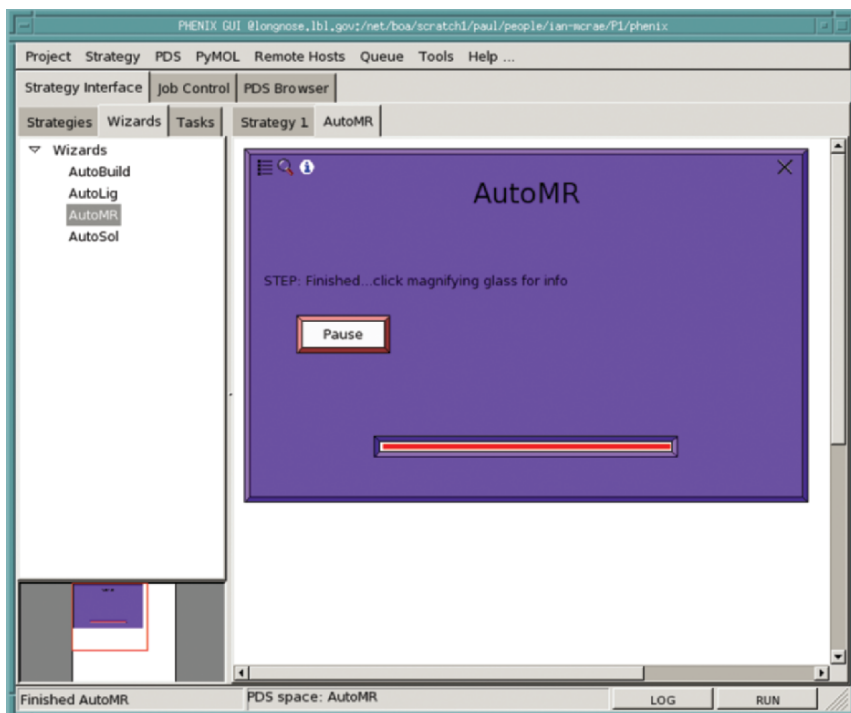 PHENIX GUI @longnose.lbl.gov:/net/boa/scratch1/paul/people/ian-mcrae/P1/phenix
Project Strategy PDS PyMOL Remote Hosts Queue Tools Help ...
Strategy Interface Job Control PDS Browser
Strategies Wizards Tasks Strategy 1 AutoMR
Wizards
AutoBuild
AutoLig
AutoMR
AutoSol
AutoMR
STEP: Finished...click magnifying glass for info
Pause
Finished AutoMR PDS space: AutoMR LOG RUN